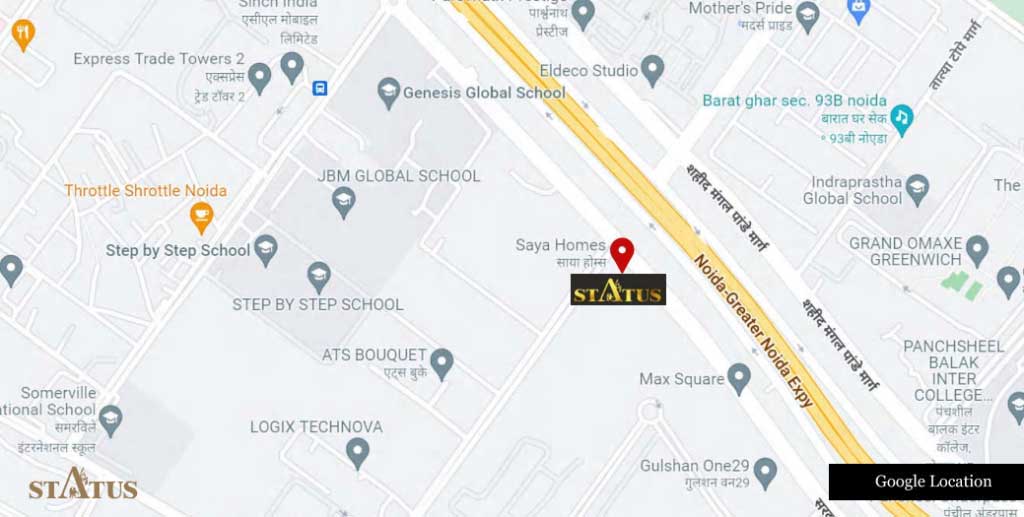 Sinch India
एसीएल मोबाइल
लिमिटेड
पार्श्वनाथ
प्रेस्टीज
Mother's Pride
मदर्स प्राइड
तात्या टोपे मार्ग
Express Trade Towers 2
एक्सप्रेस
ट्रेड टॉवर 2
Eldeco Studio
Genesis Global School
Barat ghar sec. 93B noida
बारात घर सेक
॰ 93बी नोएडा
JBM GLOBAL SCHOOL
शहीद मंगल पांडे मार्ग
Indraprastha
Global School
The
Throttle Shrottle Noida
Step by Step School
Saya Homes
साया होम्स
STATUS
GRAND OMAXE
GREENWICH
Noida-Greater Noida Expy
STEP BY STEP SCHOOL
शहीद मंगल पांडे मार्ग
ATS BOUQUET
एट्स बुके
Max Square
PANCHSHEEL
BALAK
INTER
COLLEGE...
पंचशील
बालक इंटर
कॉलेज,
Somerville
ational School
समरविले
इंटरनेशनल स्कूल
LOGIX TECHNOVA
Gulshan One29
गुलशन वन29
STATUS
Google Location
पंचील अंडरपास